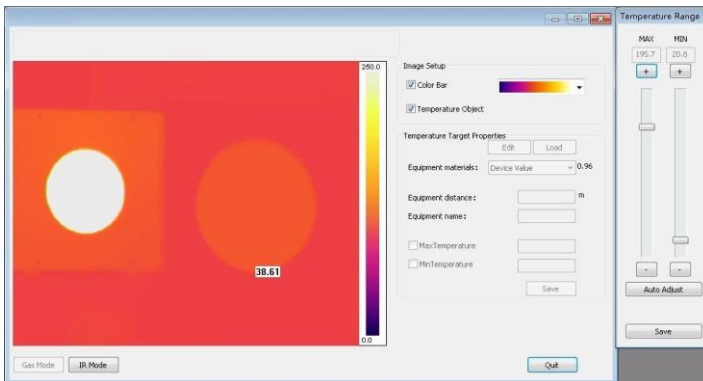 Temperature Range
MAX MIN
195.7 20.8
+ +
- -
Auto Adjust
Save
250.0
0.0
38.61
Gas Mode IR Mode
Image Setup
Color Bar
Temperature Object
Temperature Target Properties
Edit Load
Equipment materials: Device Value 0.96
Equipment distance: m
Equipment name:
MaxTemperature
MinTemperature
Save
Quit